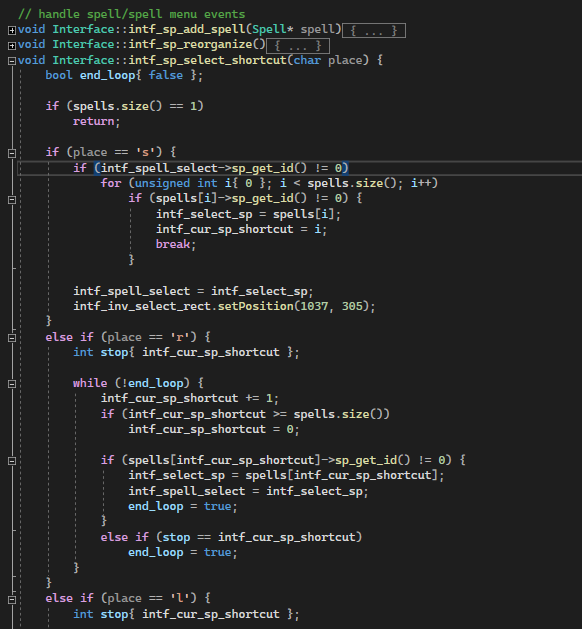 // handle spell/spell menu events
void Interface::intf_sp_add_spell(Spell* spell){ ... }
void Interface::intf_sp_reorganize(){ ... }
void Interface::intf_sp_select_shortcut(char place) {
    bool end_loop{ false };

    if (spells.size() == 1)
        return;

    if (place == 's') {
        if (intf_spell_select->sp_get_id() != 0)
            for (unsigned int i{ 0 }; i < spells.size(); i++)
                if (spells[i]->sp_get_id() != 0) {
                    intf_select_sp = spells[i];
                    intf_cur_sp_shortcut = i;
                    break;
                }

        intf_spell_select = intf_select_sp;
        intf_inv_select_rect.setPosition(1037, 305);
    }
    else if (place == 'r') {
        int stop{ intf_cur_sp_shortcut };

        while (!end_loop) {
            intf_cur_sp_shortcut += 1;
            if (intf_cur_sp_shortcut >= spells.size())
                intf_cur_sp_shortcut = 0;

            if (spells[intf_cur_sp_shortcut]->sp_get_id() != 0) {
                intf_select_sp = spells[intf_cur_sp_shortcut];
                intf_spell_select = intf_select_sp;
                end_loop = true;
            }
            else if (stop == intf_cur_sp_shortcut)
                end_loop = true;
        }
    }
    else if (place == 'l') {
        int stop{ intf_cur_sp_shortcut };